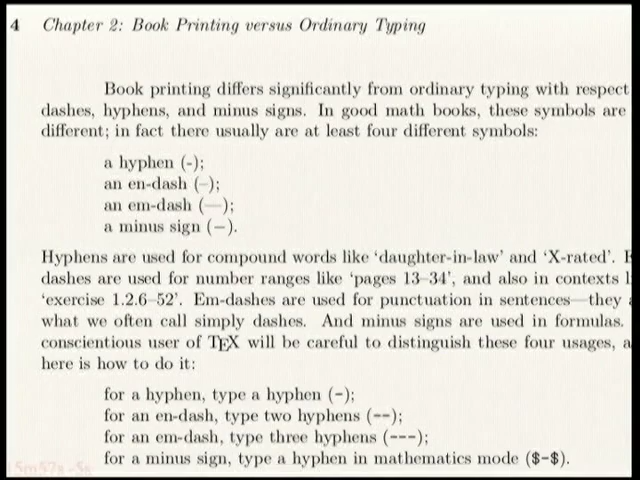 4 Chapter 2: Book Printing versus Ordinary Typing
Book printing differs significantly from ordinary typing with respect
dashes, hyphens, and minus signs. In good math books, these symbols are
different; in fact there usually are at least four different symbols:
a hyphen (-);
an en-dash (–);
an em-dash (—);
a minus sign (−).
Hyphens are used for compound words like ‘daughter-in-law’ and ‘X-rated’.
dashes are used for number ranges like ‘pages 13–34’, and also in contexts
‘exercise 1.2.6–52’. Em-dashes are used for punctuation in sentences—they
what we often call simply dashes. And minus signs are used in formulas.
conscientious user of TEX will be careful to distinguish these four usages,
here is how to do it:
for a hyphen, type a hyphen (-);
for an en-dash, type two hyphens (--);
for an em-dash, type three hyphens (---);
for a minus sign, type a hyphen in mathematics mode ($-$).